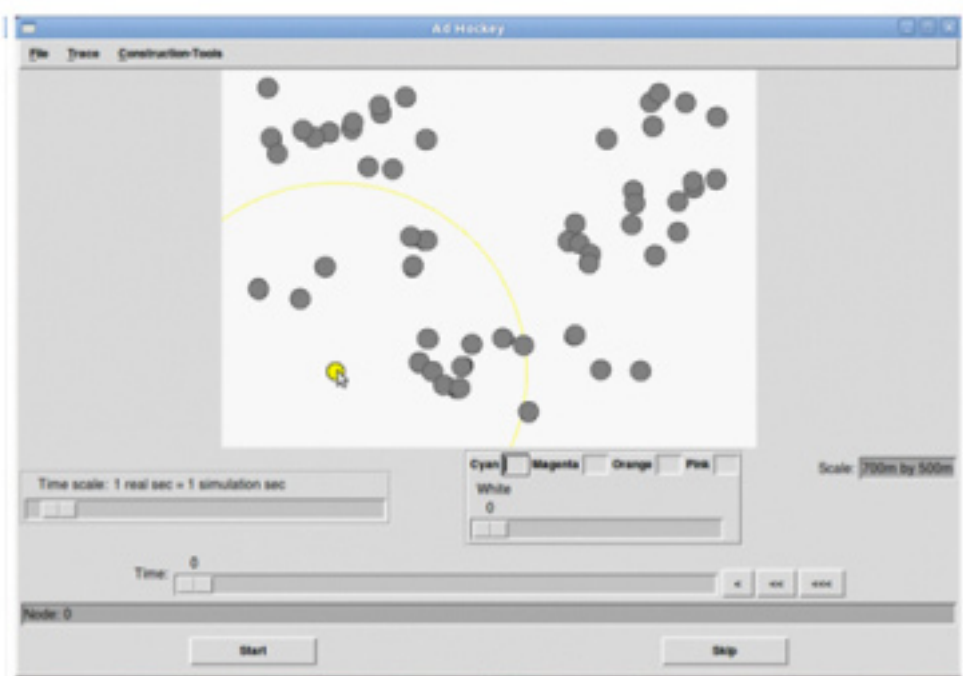 Ad Hockey
File Trace Construction-Tools
Cyan Magenta Orange Pink
White
0
Scale: 700m by 500m
Time scale: 1 real sec = 1 simulation sec
0
Time:
< << <<<
Node: 0
Start Skip